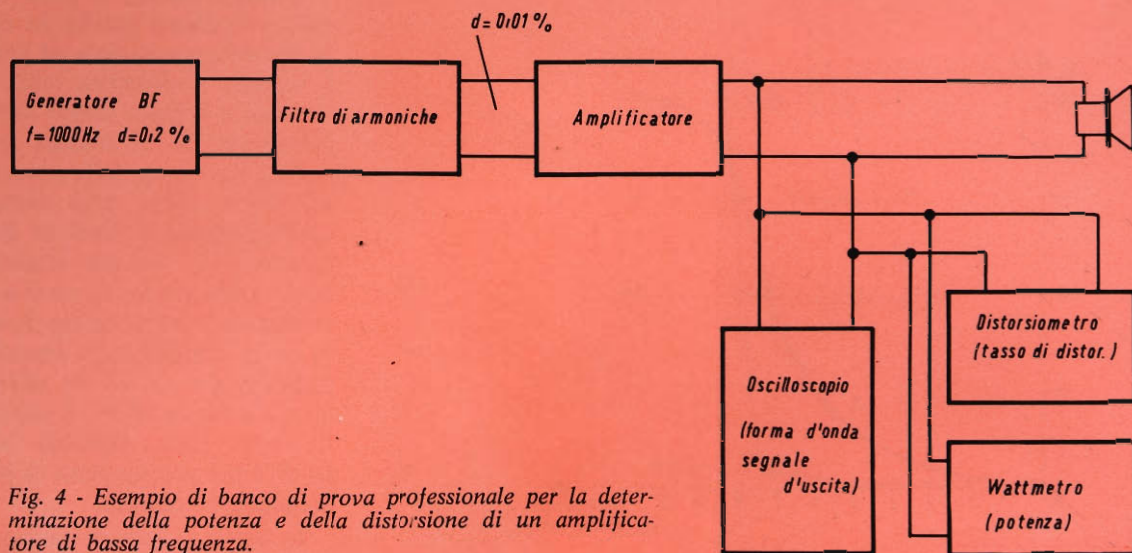 d= 0,01 %
Generatore BF
f=1000Hz d=0,2 %
Filtro di armoniche
Amplificatore
Distorsiometro
(tasso di distor.)
Oscilloscopio
(forma d'onda
segnale
d'uscita)
Wattmetro
(potenza)
Fig. 4 - Esempio di banco di prova professionale per la deter-
minazione della potenza e della distorsione di un amplifica-
tore di bassa frequenza.